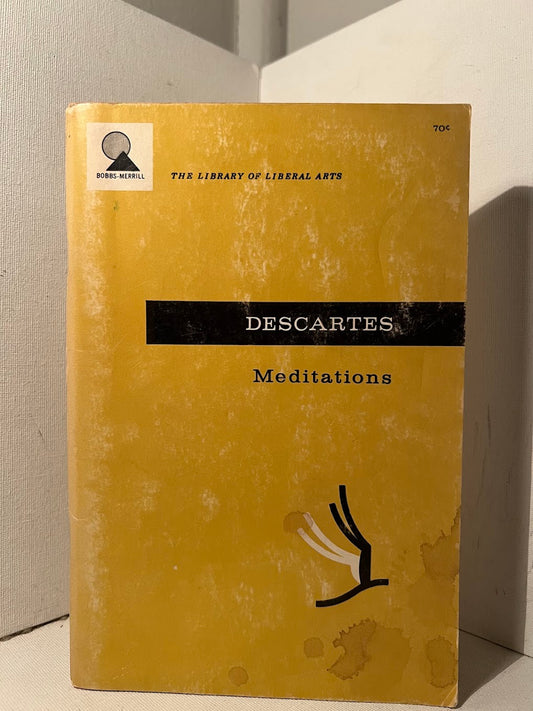 70¢
BOBBS-MERRILL
THE LIBRARY OF LIBERAL ARTS
DESCARTES
Meditations